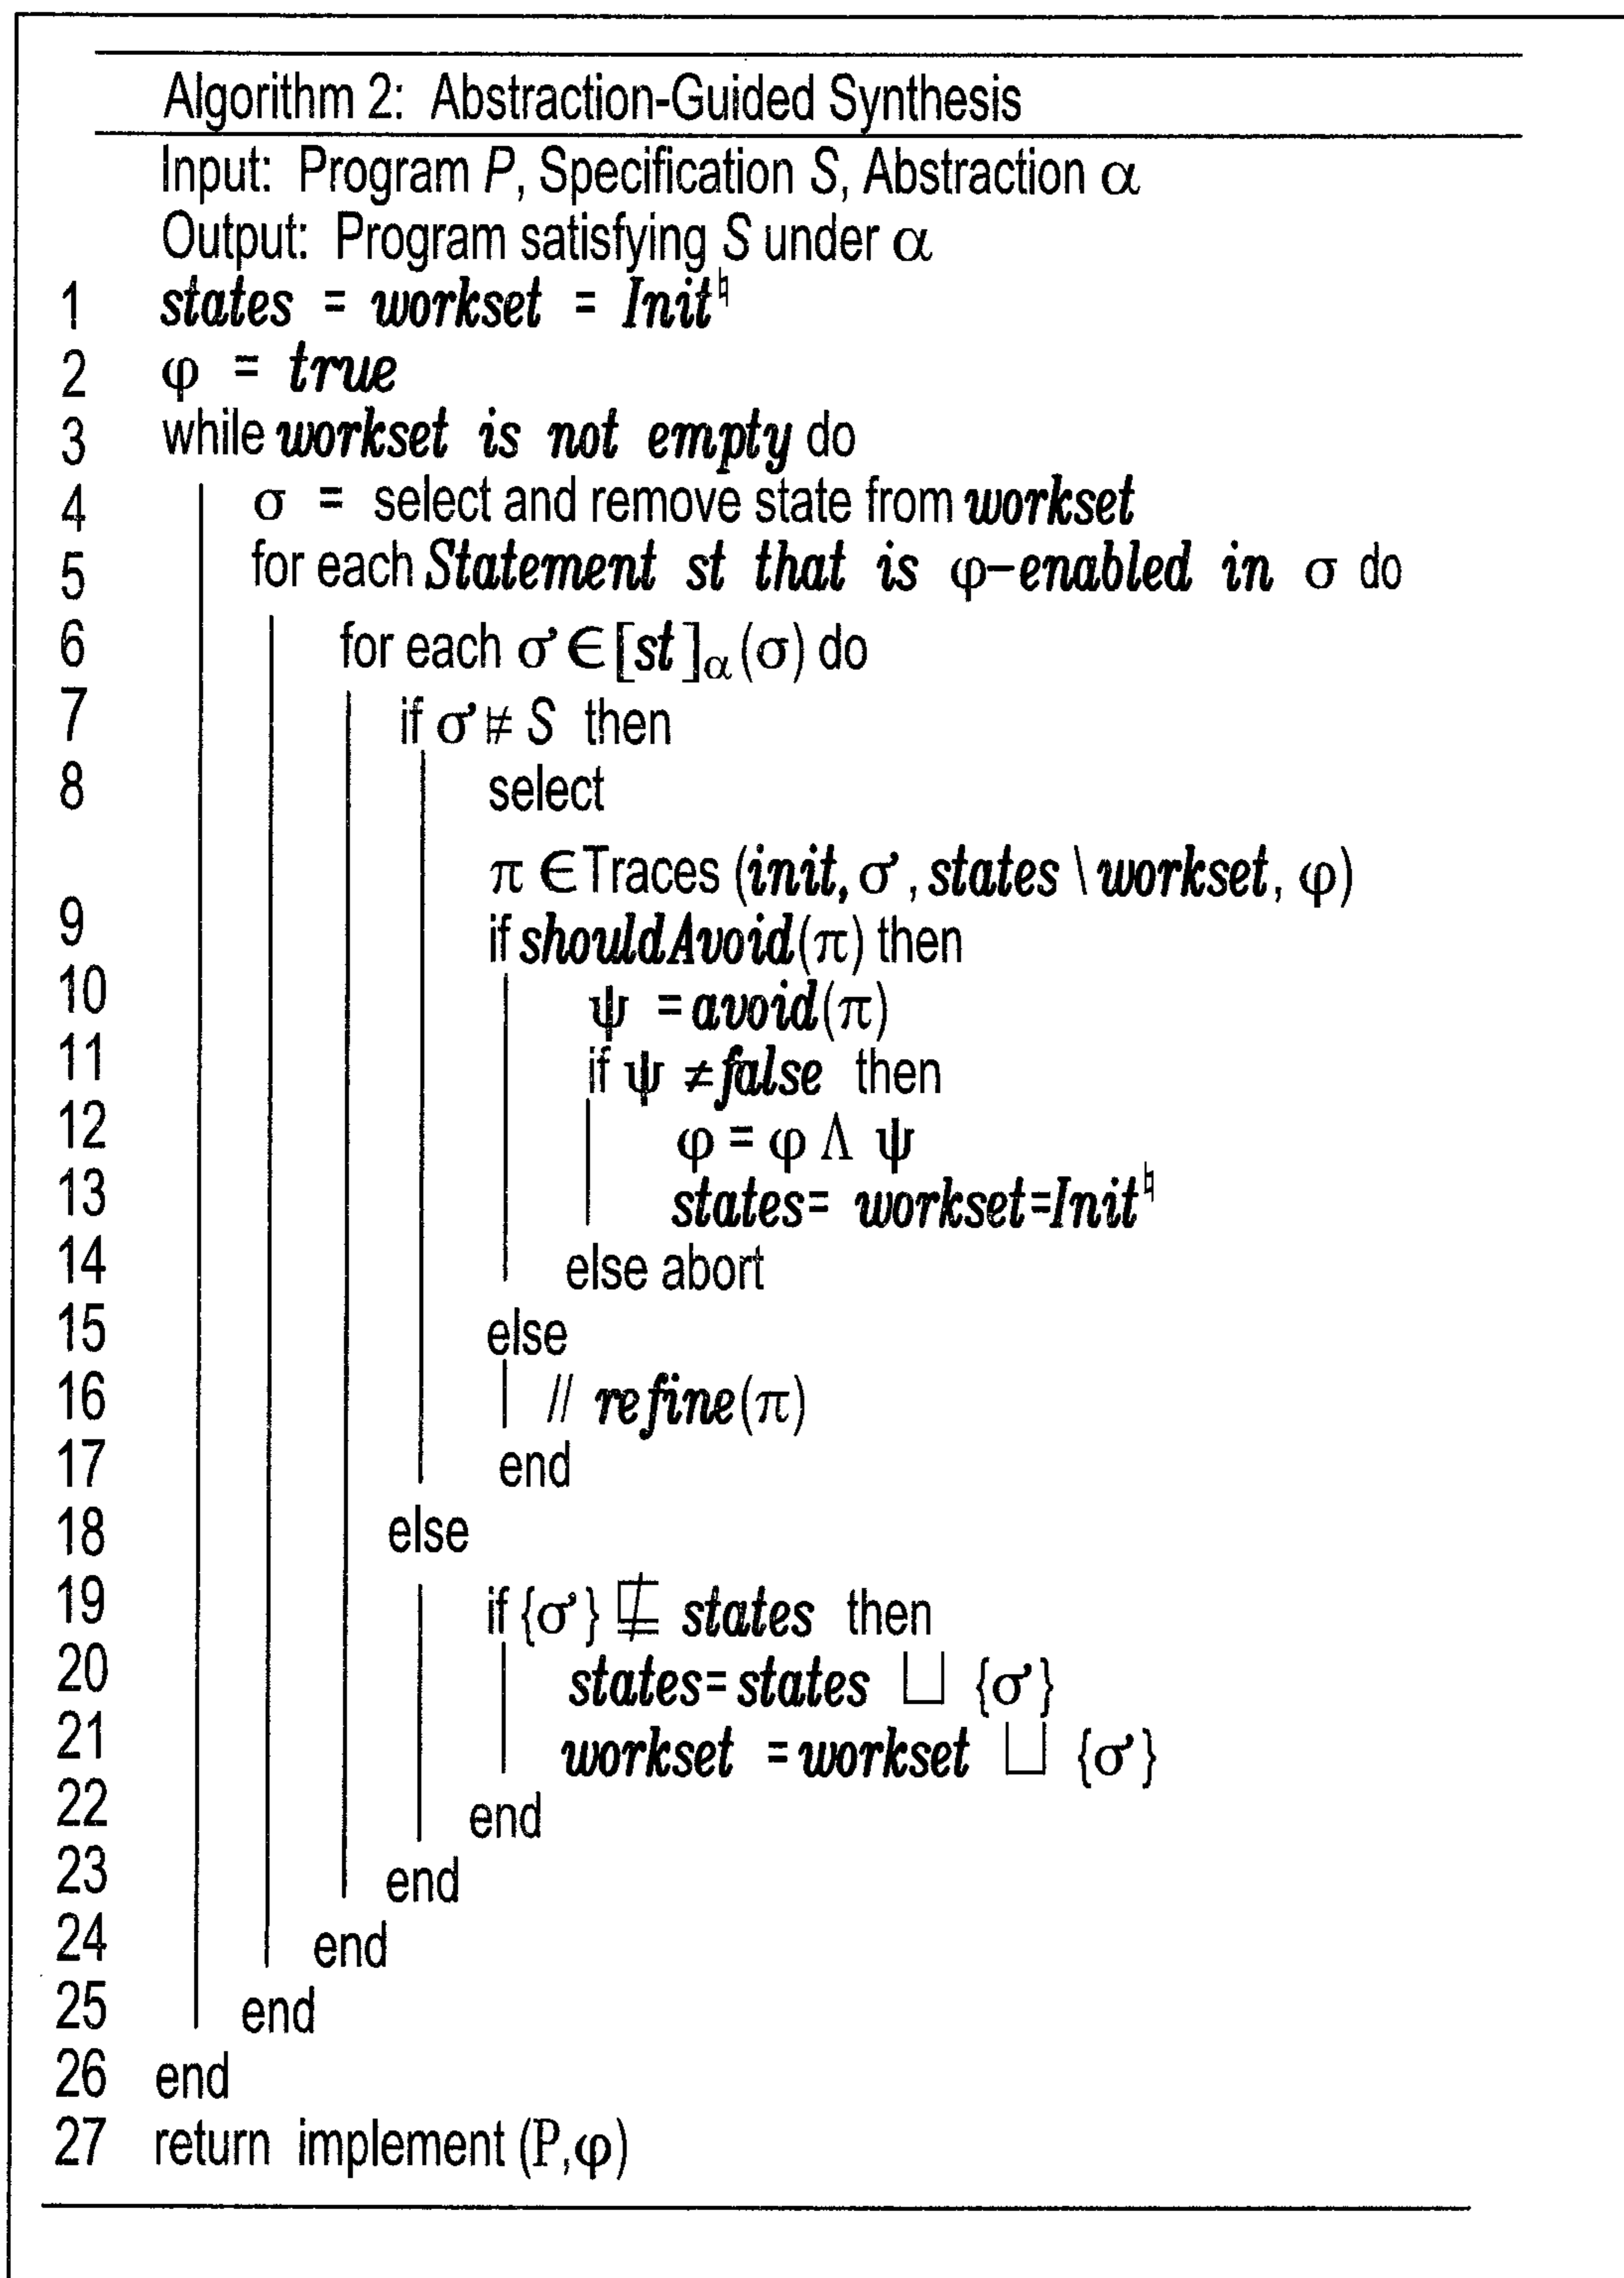 Algorithm 2: Abstraction-Guided Synthesis
Input: Program P, Specification S, Abstraction α
Output: Program satisfying S under α
1 states = workset = Init♮
2 φ = true
3 while workset is not empty do
4 σ = select and remove state from workset
5 for each Statement st that is φ-enabled in σ do
6 for each σ' ∈ [st]α(σ) do
7 if σ' ⊭ S then
8 select
π ∈ Traces (init, σ', states \ workset, φ)
9 if shouldAvoid(π) then
10 ψ = avoid(π)
11 if ψ ≠ false then
12 φ = φ Λ ψ
13 states= workset=Init♮
14 else abort
15 else
16 // refine(π)
17 end
18 else
19 if {σ'} ⋢ states then
20 states= states ⊔ {σ'}
21 workset = workset ⊔ {σ'}
22 end
23 end
24 end
25 end
26 end
27 return implement (P,φ)